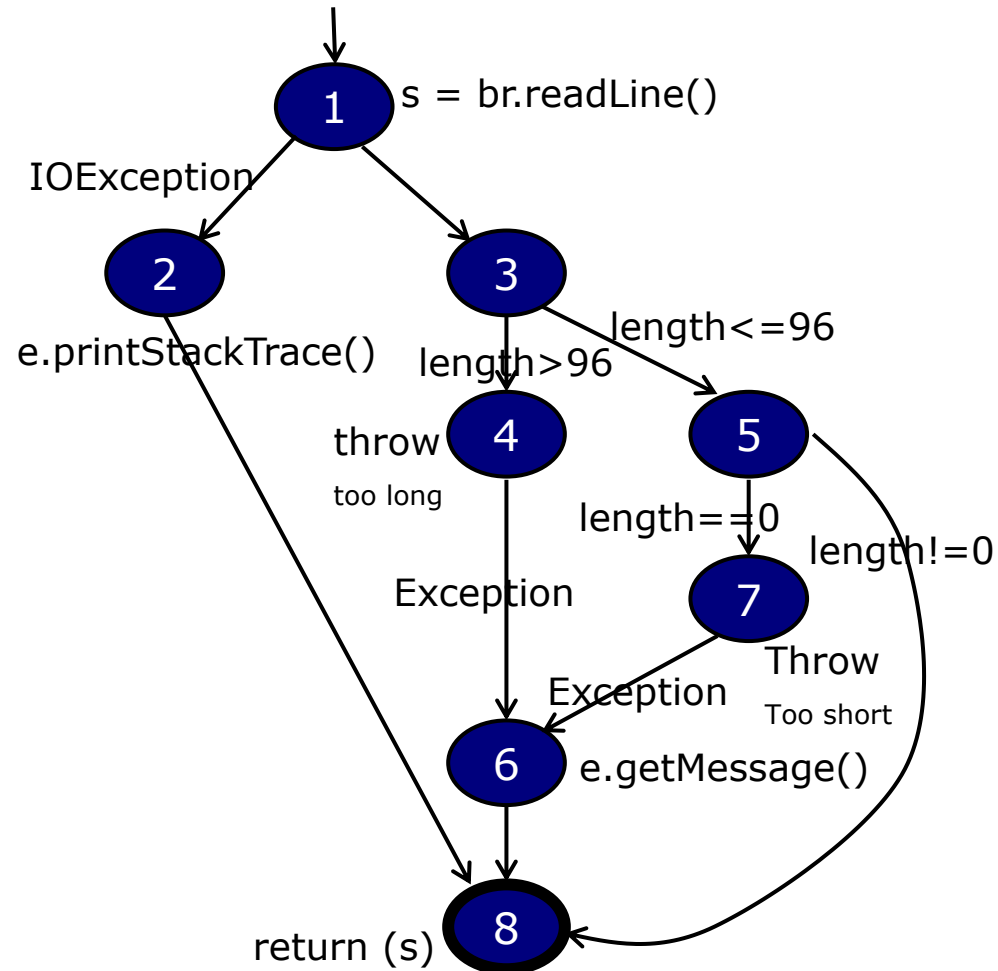 1
s = br.readLine()
IOException
2
3
e.printStackTrace()
length<=96
length>96
throw
too long
4
5
length==0
length!=0
Exception
7
Throw
Too short
Exception
6
e.getMessage()
8
return (s)